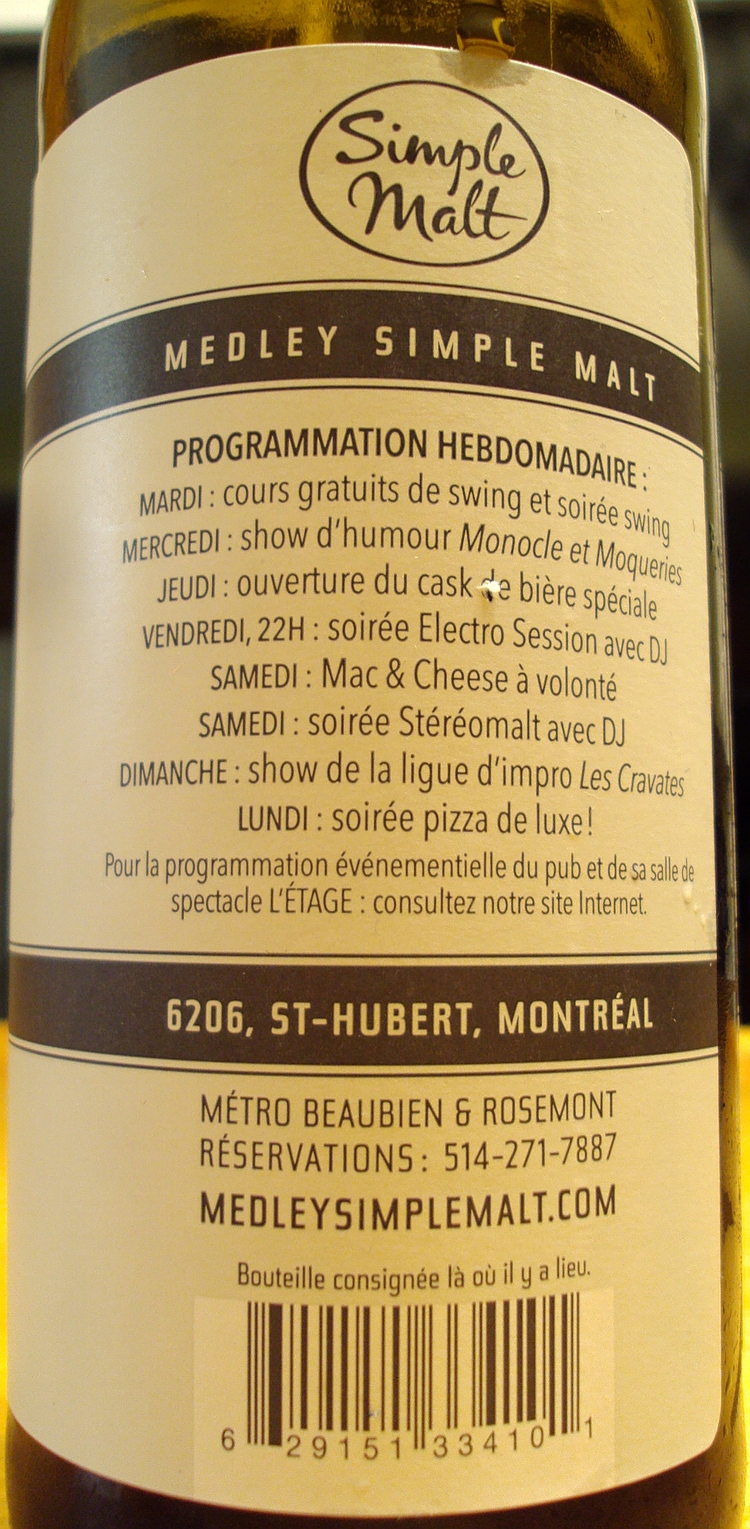 Simple
Malt
MEDLEY SIMPLE MALT
PROGRAMMATION HEBDOMADAIRE :
MARDI : cours gratuits de swing et soirée swing
MERCREDI : show d'humour Monocle et Moqueries
JEUDI : ouverture du cask de bière spéciale
VENDREDI, 22H : soirée Electro Session avec DJ
SAMEDI : Mac & Cheese à volonté
SAMEDI : soirée Stéréomalt avec DJ
DIMANCHE : show de la ligue d'impro Les Cravates
LUNDI : soirée pizza de luxe!
Pour la programmation événementielle du pub et de sa salle de
spectacle L'ÉTAGE : consultez notre site Internet.
6206, ST-HUBERT, MONTRÉAL
MÉTRO BEAUBIEN & ROSEMONT
RÉSERVATIONS : 514-271-7887
MEDLEYSIMPLEMALT.COM
Bouteille consignée là où il y a lieu.
6 29151 33410 1